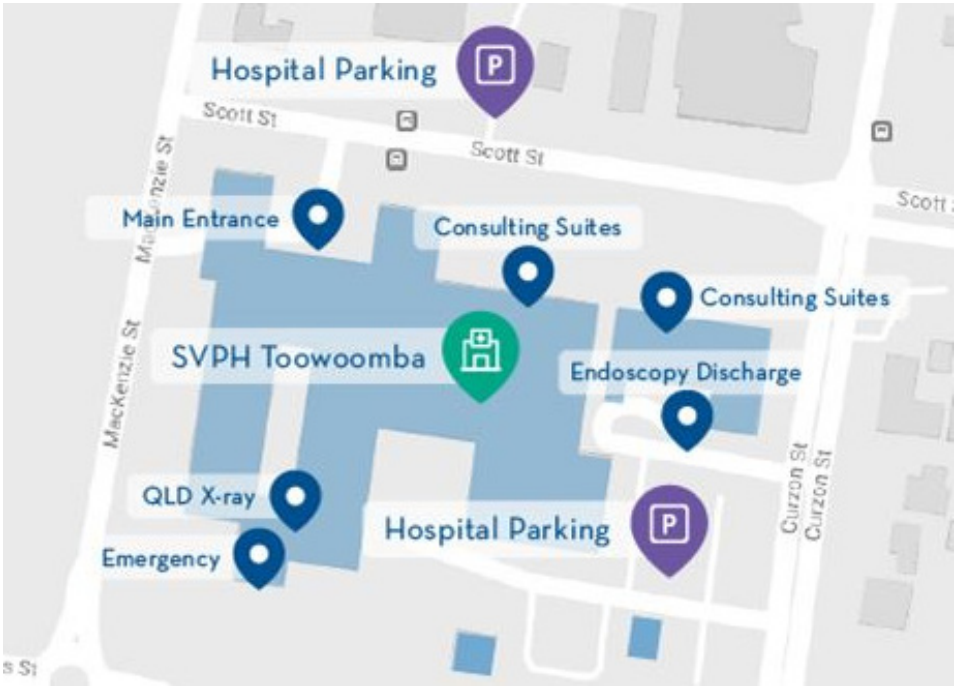 Hospital Parking
P
Scott St
Scott St
Scott
MacKenzie St
Main Entrance
Consulting Suites
Consulting Suites
SVPH Toowoomba
Endoscopy Discharge
MacKenzie St
Curzon St
Curzon St
QLD X-ray
Hospital Parking
P
Emergency
s St